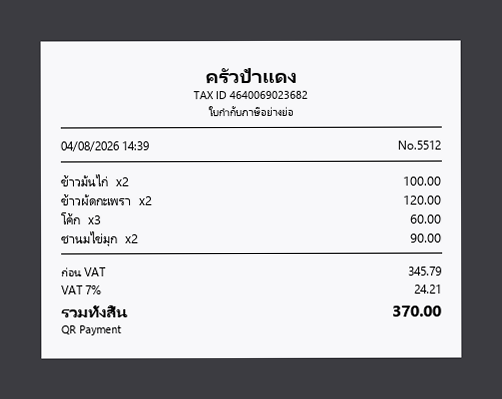 ครัวป้าแดง
TAX ID 4640069023682
ใบกำกับภาษีอย่างย่อ
04/08/2026 14:39 No.5512
ข้าวมันไก่ x2 100.00
ข้าวผัดกะเพรา x2 120.00
โค้ก x3 60.00
ชานมไข่มุก x2 90.00
ก่อน VAT 345.79
VAT 7% 24.21
รวมทั้งสิ้น 370.00
QR Payment